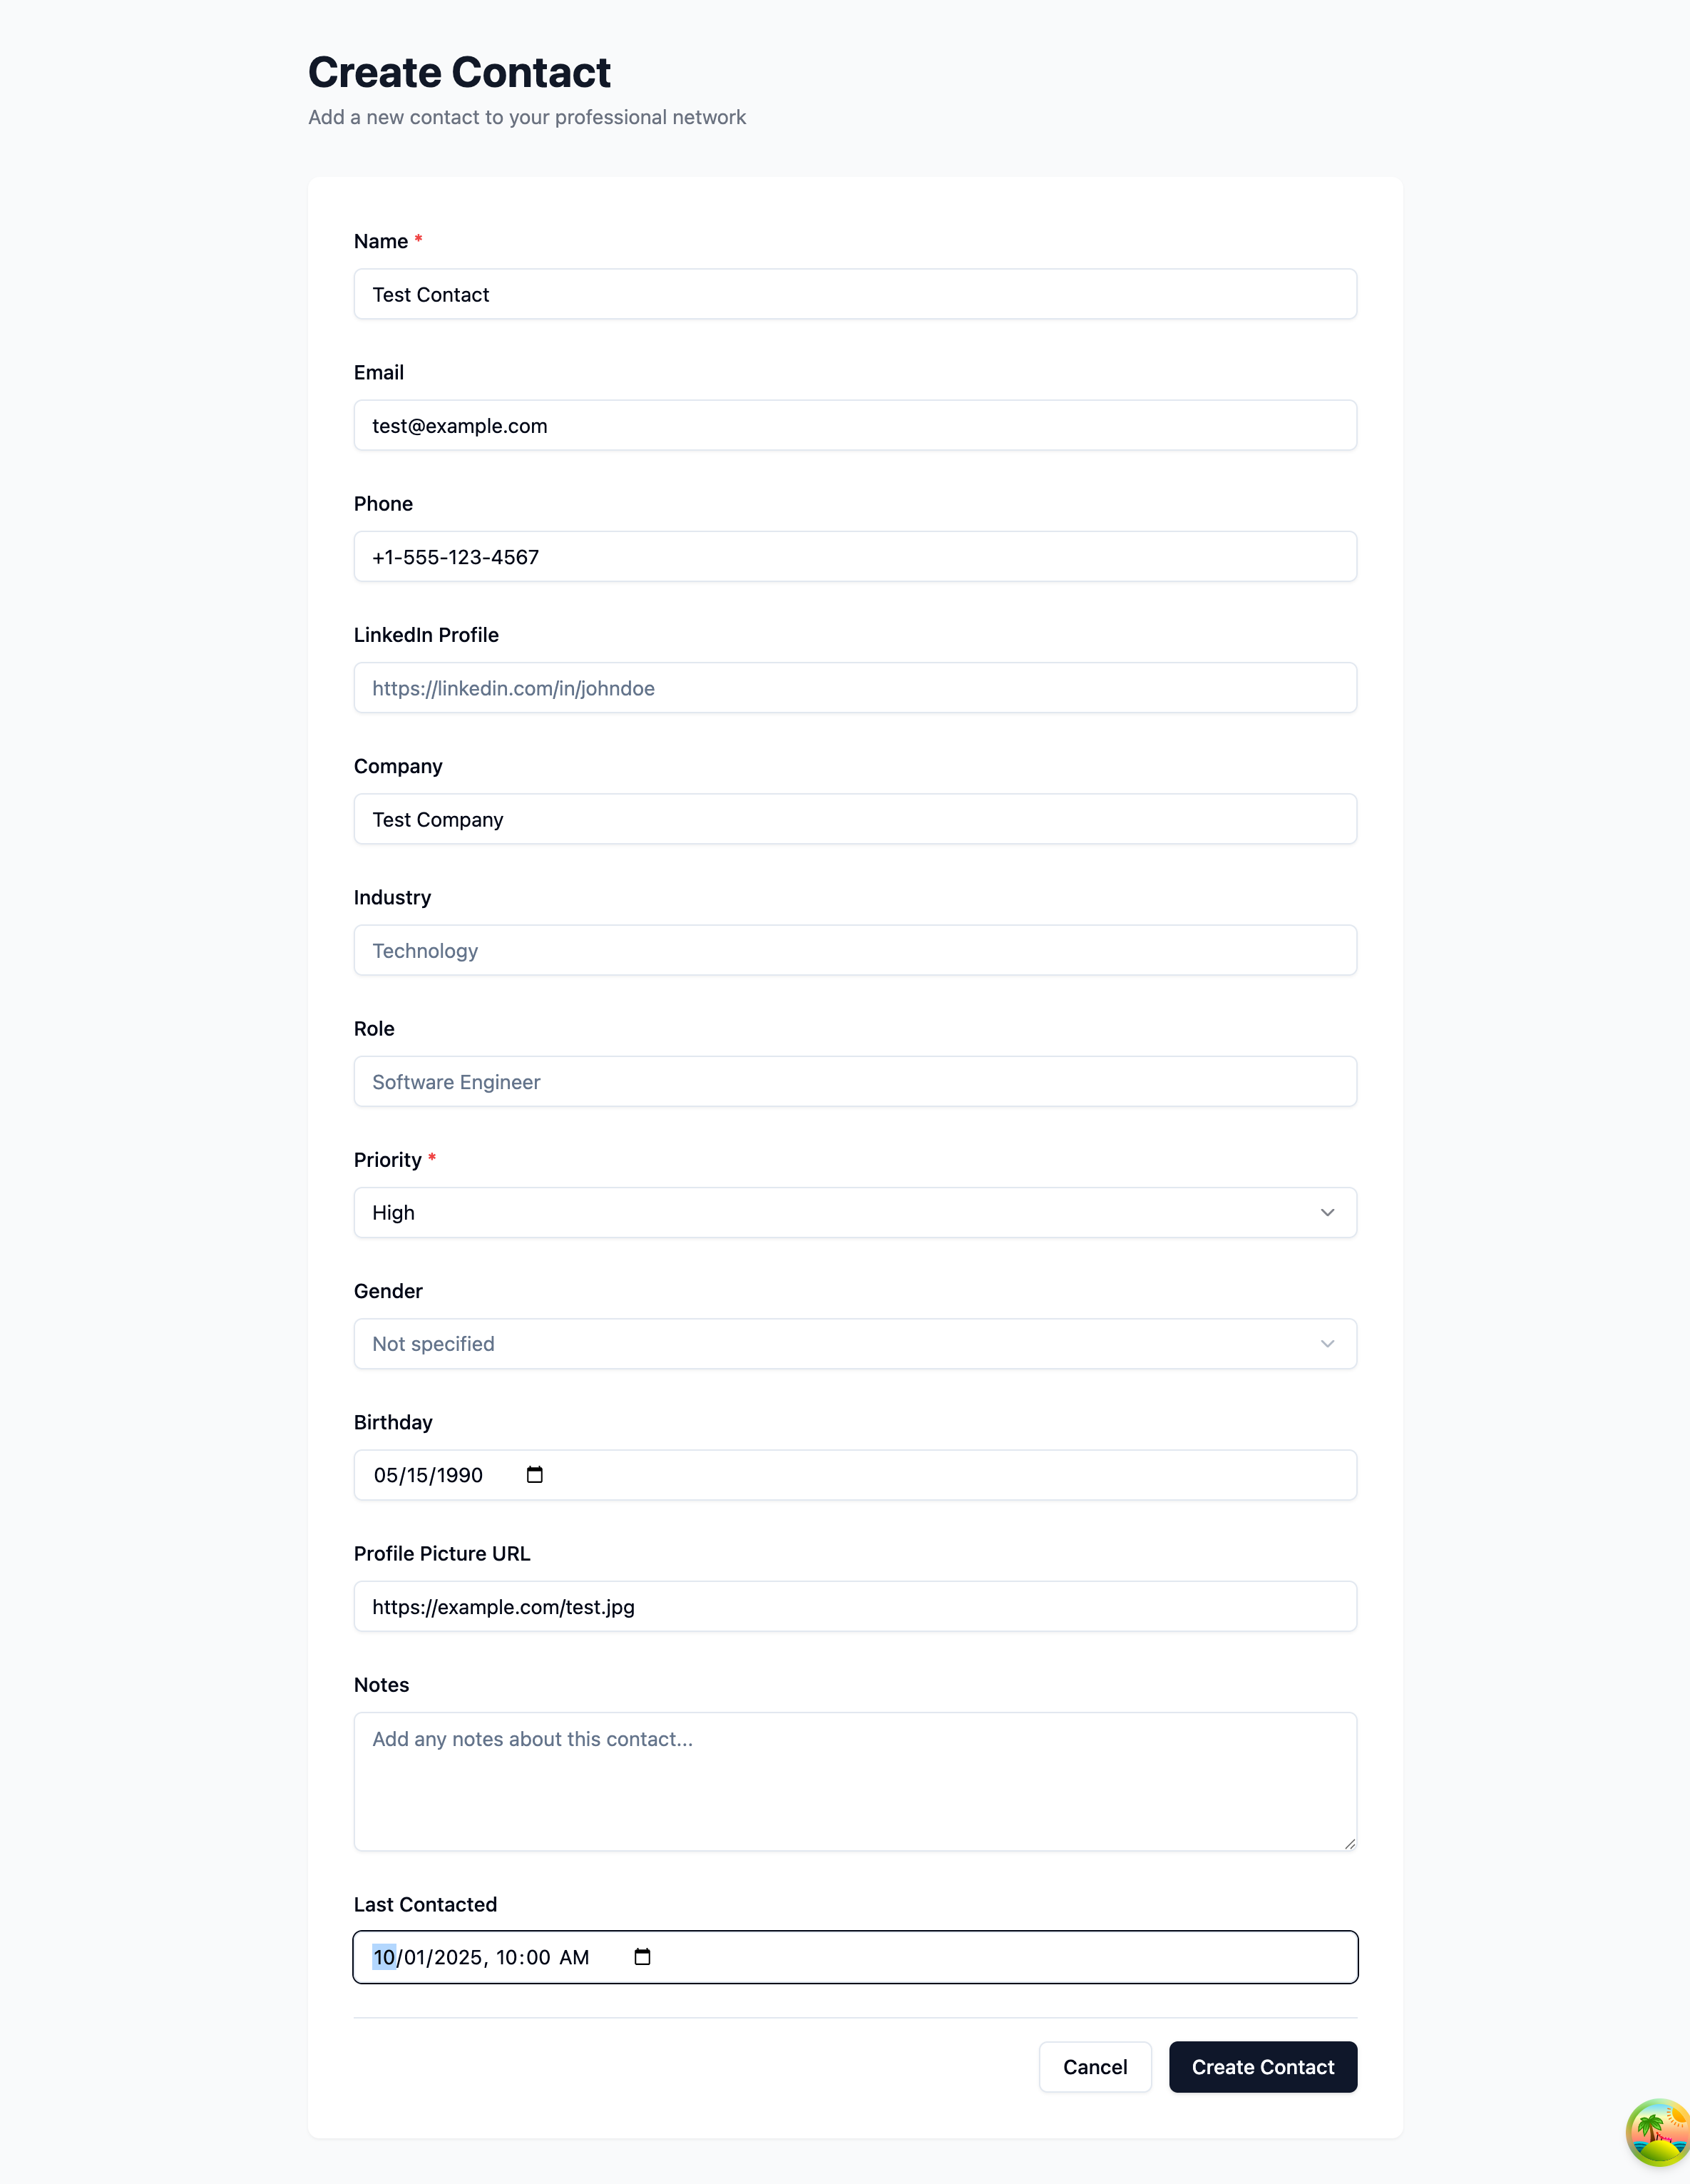 Create Contact
Add a new contact to your professional network
Name *
Test Contact
Email
test@example.com
Phone
+1-555-123-4567
LinkedIn Profile
https://linkedin.com/in/johndoe
Company
Test Company
Industry
Technology
Role
Software Engineer
Priority *
High
Gender
Not specified
Birthday
05/15/1990
Profile Picture URL
https://example.com/test.jpg
Notes
Add any notes about this contact...
Last Contacted
10/01/2025, 10:00 AM
Cancel
Create Contact